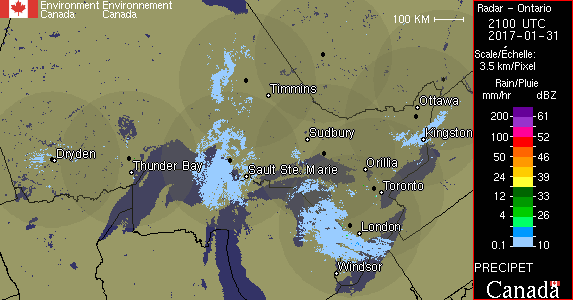 Environment Environnement
Canada Canada
100 KM
Timmins
Ottawa
Sudbury
Kingston
Dryden
Thunder Bay
Sault Ste. Marie
Orillia
Toronto
London
Windsor
Radar - Ontario
2100 UTC
2017-01-31
Scale/Échelle:
3.5 km/Pixel
Rain/Pluie
mm/hr dBZ
200 61
100 52
50 46
24 39
12 33
4 26
0.1 10
PRECIPET
Canada